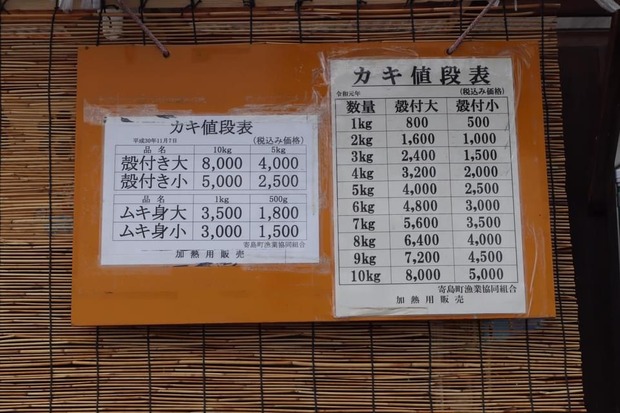 カキ値段表
平成30年11月7日 (税込み価格)
品名 10kg 5kg
殻付き大 8,000 4,000
殻付き小 5,000 2,500
品名 1kg 500g
ムキ身大 3,500 1,800
ムキ身小 3,000 1,500
寄島町漁業協同組合
加熱用販売
カキ値段表
令和元年 (税込み価格)
数量 殻付大 殻付小
1kg 800 500
2kg 1,600 1,000
3kg 2,400 1,500
4kg 3,200 2,000
5kg 4,000 2,500
6kg 4,800 3,000
7kg 5,600 3,500
8kg 6,400 4,000
9kg 7,200 4,500
10kg 8,000 5,000
寄島町漁業協同組合
加熱用販売